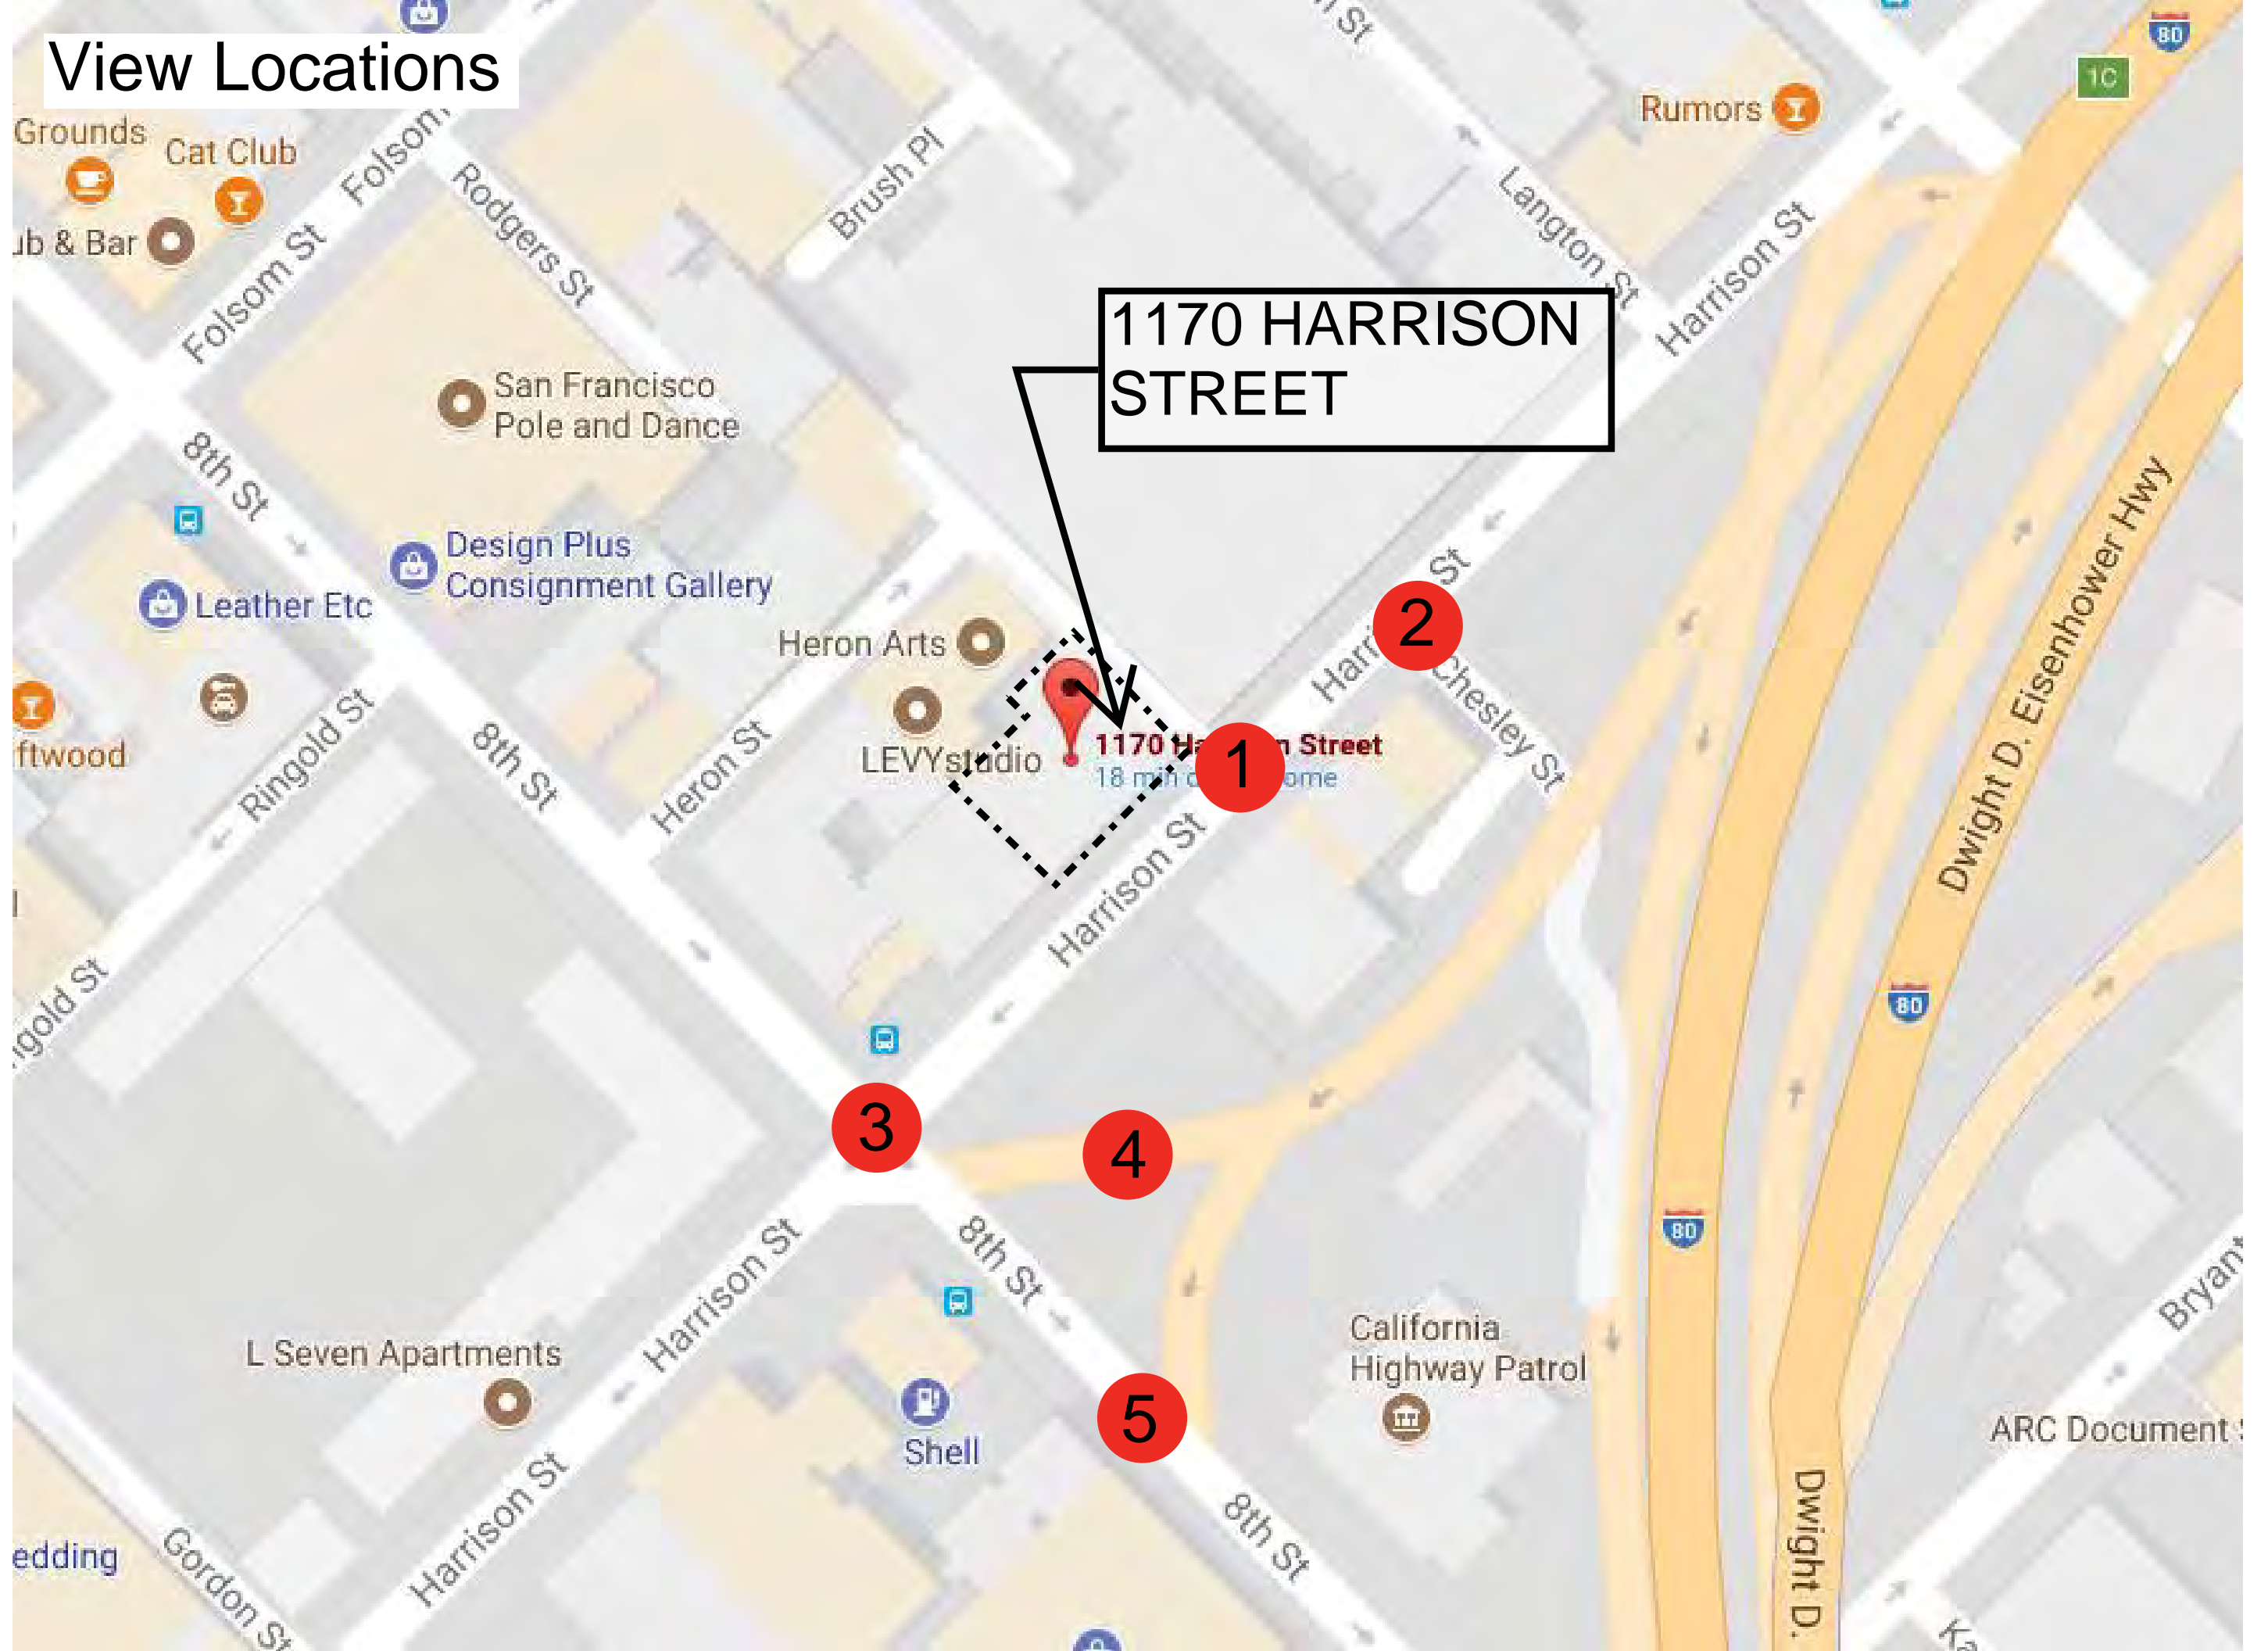 View Locations
St
80
1C
Rumors
Grounds
Cat Club
Folsom
Brush Pl
Rodgers St
Langton St
ub & Bar
Folsom St
Harrison St
1170 HARRISON
STREET
San Francisco
Pole and Dance
8th St
Design Plus
Consignment Gallery
Leather Etc
Heron Arts
2
St
Harri
Chesley St
Dwight D. Eisenhower Hwy
LEVYstudio
1170 Ha n Street
18 min ome
1
ftwood
Ringold St
8th St
Heron St
Harrison St
80
gold St
3
4
80
8th St
Harrison St
Bryant
California
Highway Patrol
L Seven Apartments
5
Shell
ARC Document
Harrison St
8th St
Dwight D.
edding
Gordon St